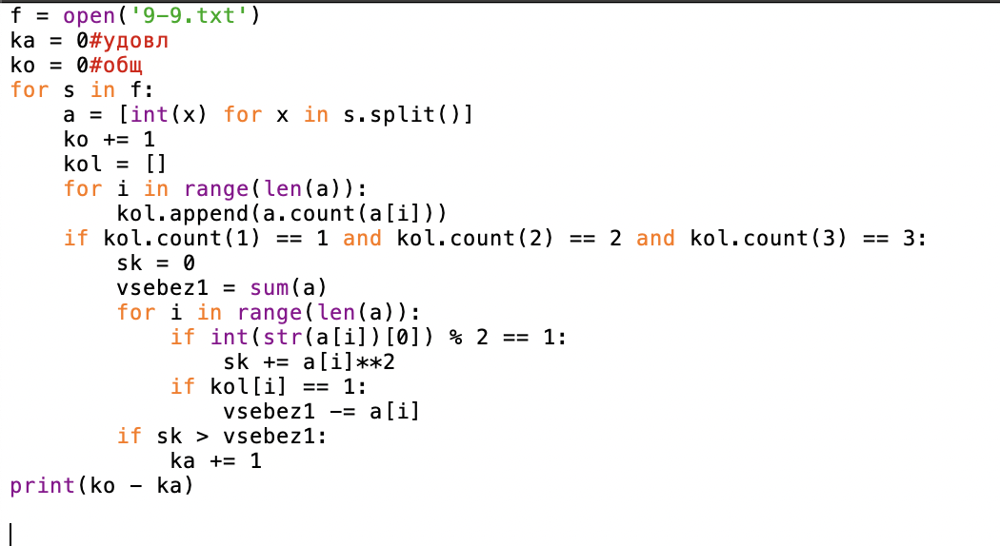 f = open('9-9.txt')
ka = 0#удовл
ko = 0#общ
for s in f:
    a = [int(x) for x in s.split()]
    ko += 1
    kol = []
    for i in range(len(a)):
        kol.append(a.count(a[i]))
    if kol.count(1) == 1 and kol.count(2) == 2 and kol.count(3) == 3:
        sk = 0
        vsebez1 = sum(a)
        for i in range(len(a)):
            if int(str(a[i])[0]) % 2 == 1:
                sk += a[i]**2
            if kol[i] == 1:
                vsebez1 -= a[i]
        if sk > vsebez1:
            ka += 1
print(ko - ka)